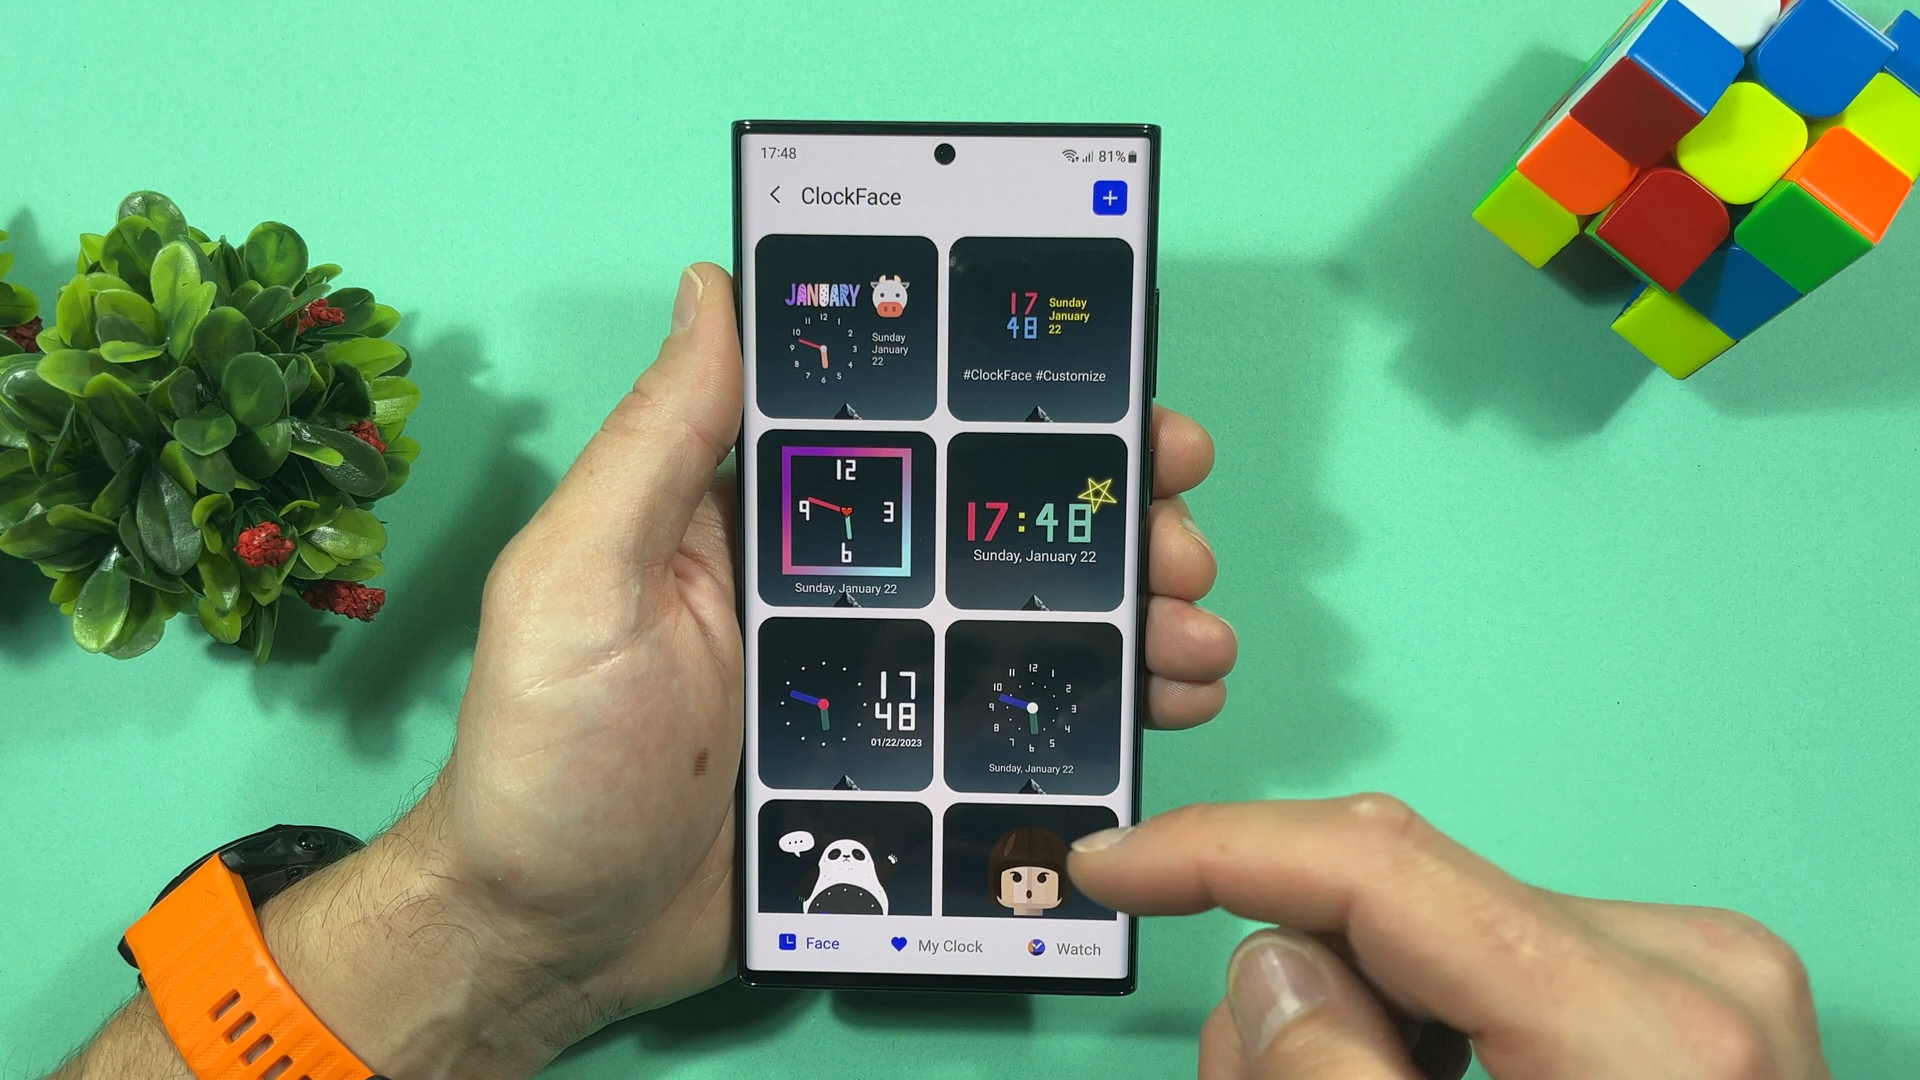 17:48
81%
ClockFace
JANUARY
12
11 1
10 2
9 3
8 4
7 5
6
Sunday
January
22
17
48
Sunday
January
22
#ClockFace #Customize
12
9 3
6
Sunday, January 22
17:48
Sunday, January 22
17
48
01/22/2023
12
11 1
10 2
9 3
8 4
7 5
6
Sunday, January 22
Face
My Clock
Watch